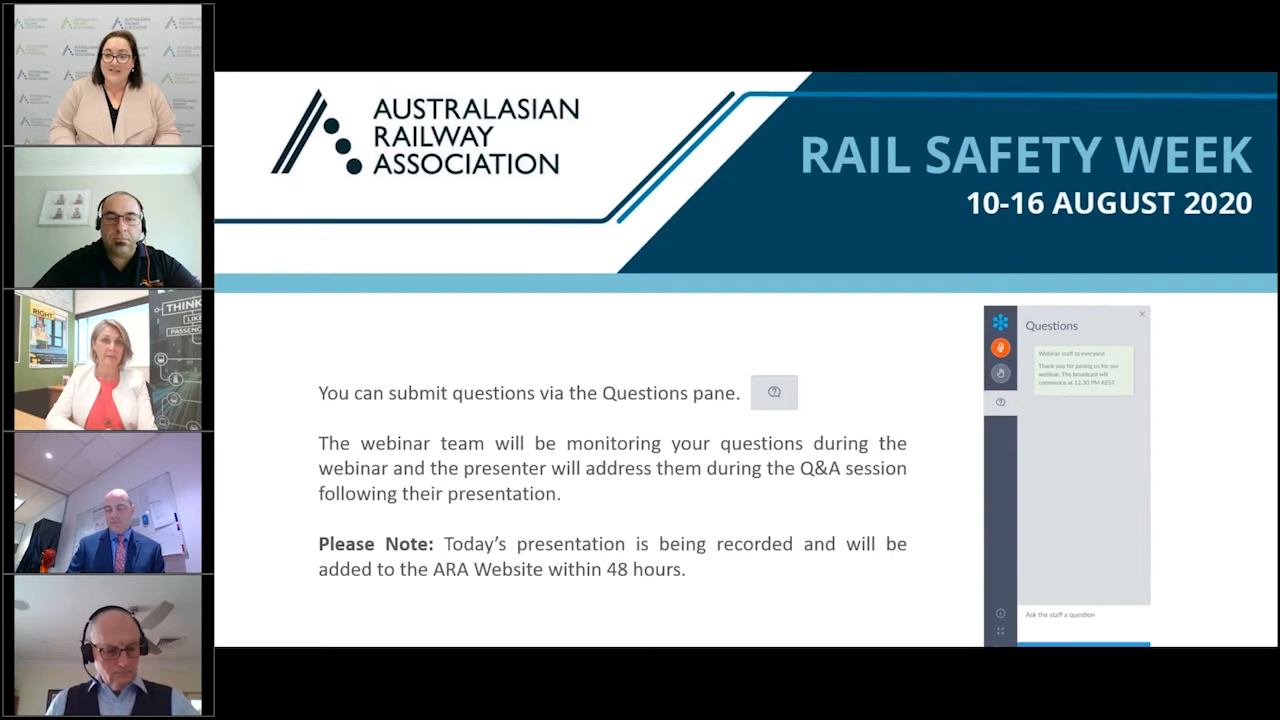 AUSTRALASIAN
RAILWAY
ASSOCIATION
RAIL SAFETY WEEK
10-16 AUGUST 2020
You can submit questions via the Questions pane.
The webinar team will be monitoring your questions during the
webinar and the presenter will address them during the Q&A session
following their presentation.
Please Note: Today's presentation is being recorded and will be
added to the ARA Website within 48 hours.
Questions
Webinar staff to everyone
Thank you for joining us for our
webinar. The broadcast will
commence at 12.30 PM AEST.
Ask the staff a question
RIGHT
THINK
LIKE
PASSENG